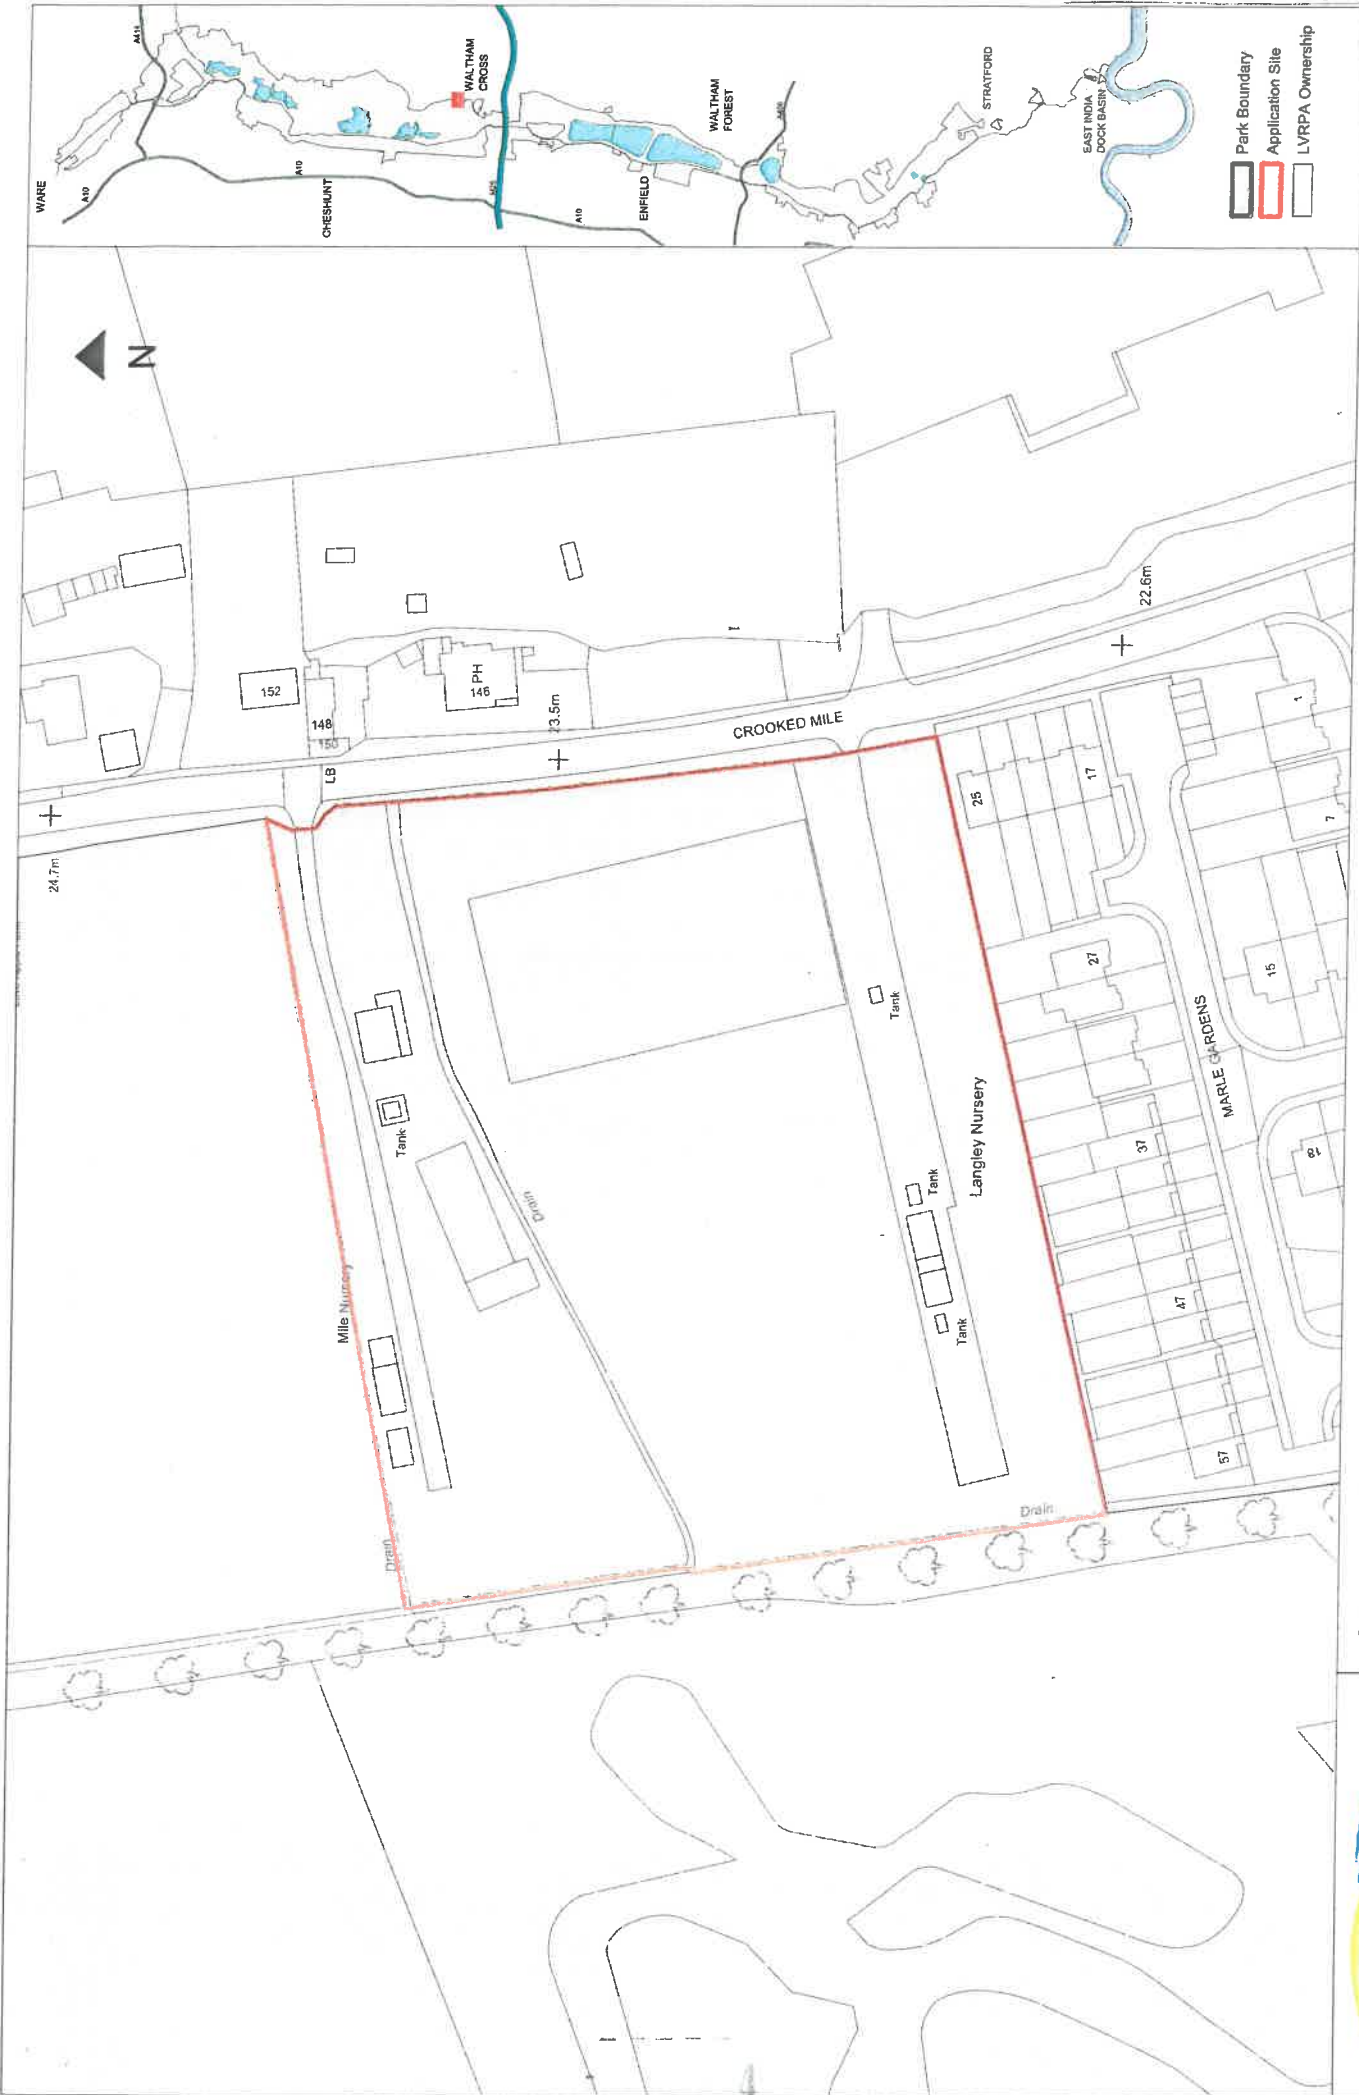 WARE
A414
A10
CHESHUNT
A10
WALTHAM
CROSS
A10
ENFIELD
WALTHAM
FOREST
STRATFORD
EAST INDIA
DOCK BASIN
Park Boundary
Application Site
LVRPA Ownership
N
24.7m
152
148
150
LB
PH
146
23.5m
CROOKED MILE
1
22.6m
Mile Nursery
Drain
Tank
Drain
Tank
Tank
Tank
Langley Nursery
Drain
25
17
27
37
47
57
MARLE GARDENS
1
7
15
18